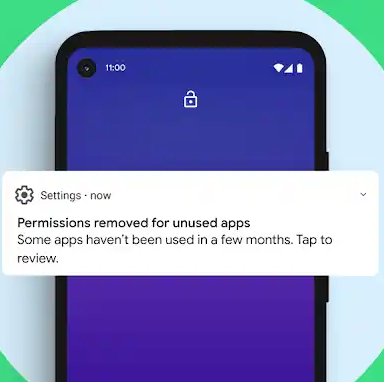 11:00
Settings · now
Permissions removed for unused apps
Some apps haven't been used in a few months. Tap to
review.